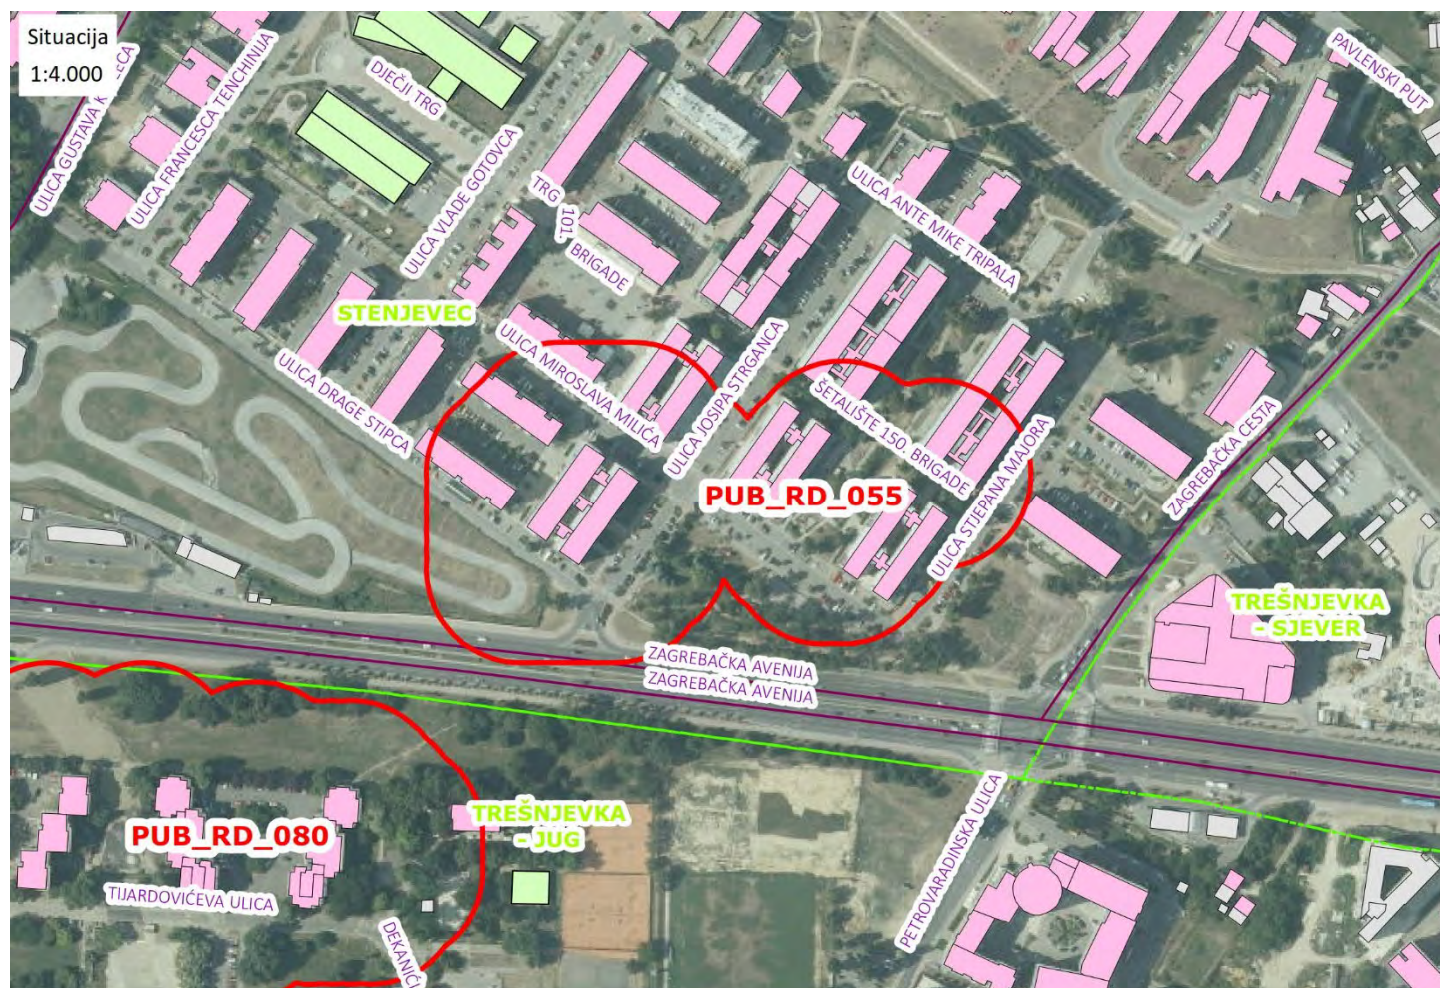 Situacija
1:4.000
ULICA GUSTAVA K
ECA
ULICA FRANCESCA TENCHINIJA
DJEČJI TRG
ULICA VLADE GOTOVCA
TRG 101. BRIGADE
ULICA ANTE MIKE TRIPALA
PAVLENSKI PUT
STENJEVEC
ULICA DRAGE STIPCA
ULICA MIROSLAVA MILIĆA
ULICA JOSIPA STRGANCA
ŠETALIŠTE 150. BRIGADE
ULICA STJEPANA MAJORA
ZAGREBAČKA CESTA
PUB_RD_055
TREŠNJEVKA
- SJEVER
ZAGREBAČKA AVENIJA
ZAGREBAČKA AVENIJA
PUB_RD_080
TREŠNJEVKA
- JUG
TIJARDOVIĆEVA ULICA
DEKANIĆI
PETROVARADINSKA ULICA